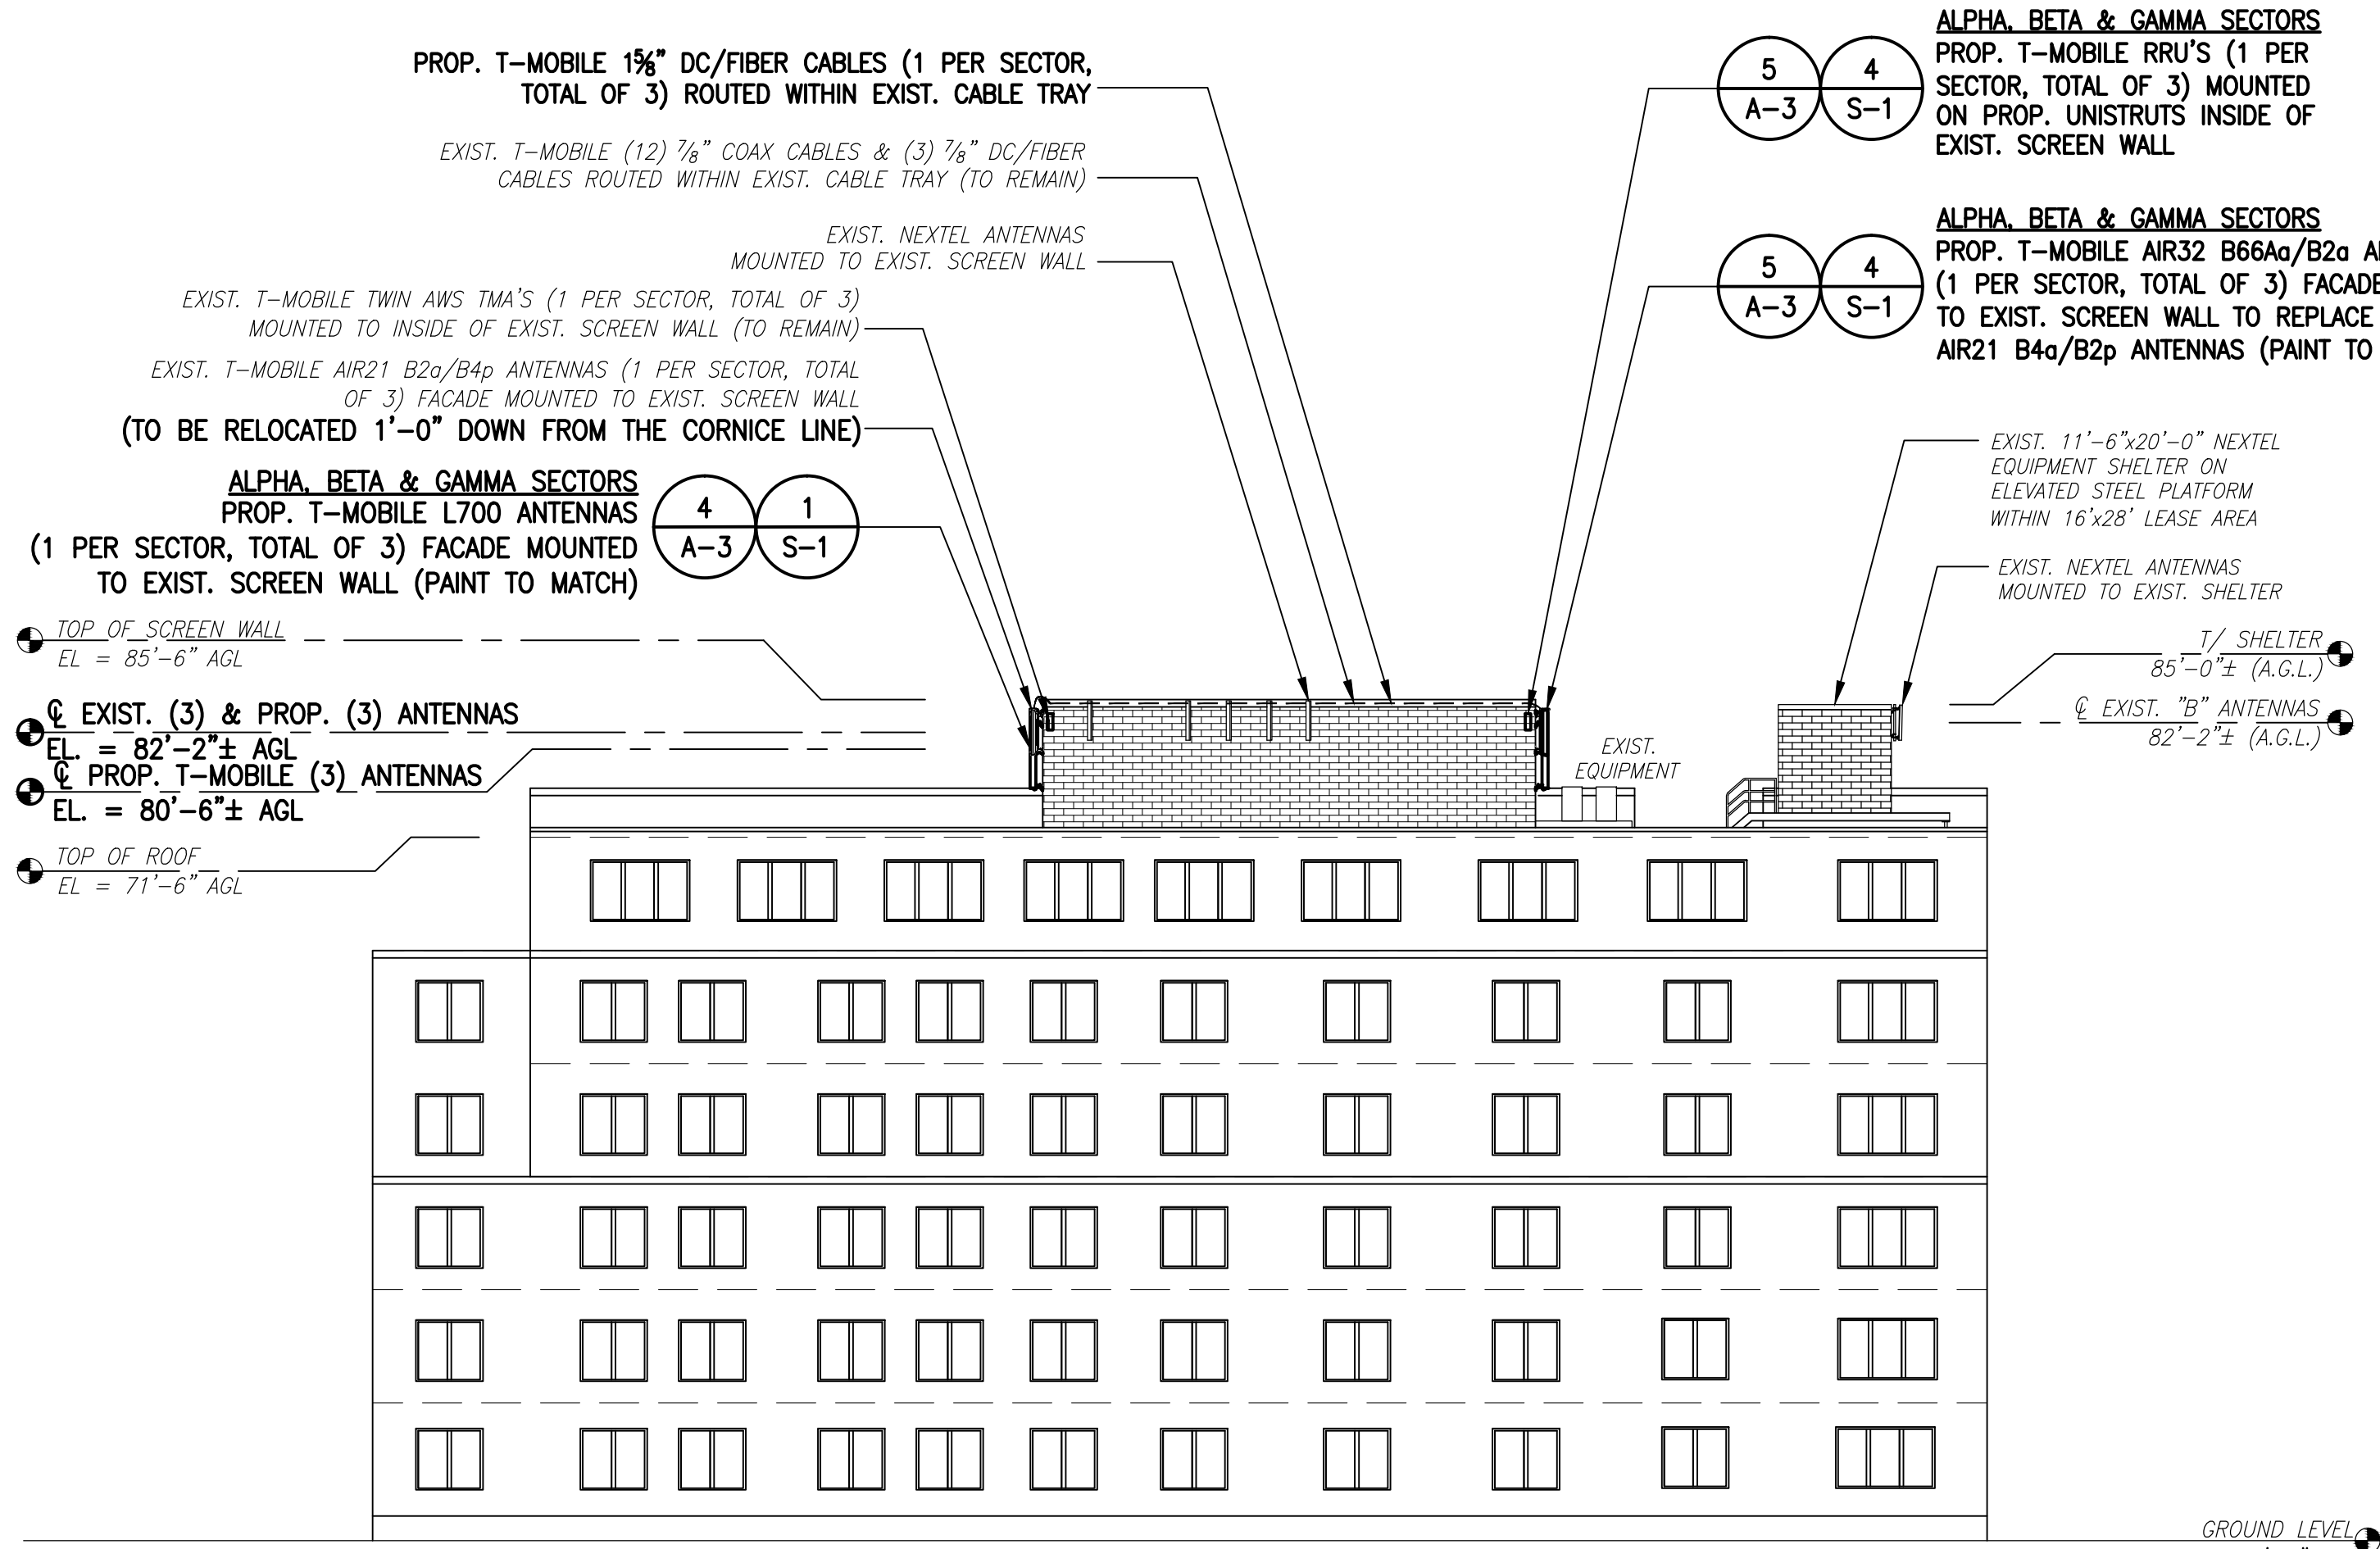 PROP. T-MOBILE 1⅝" DC/FIBER CABLES (1 PER SECTOR,
TOTAL OF 3) ROUTED WITHIN EXIST. CABLE TRAY
EXIST. T-MOBILE (12) ⅞" COAX CABLES & (3) ⅞" DC/FIBER
CABLES ROUTED WITHIN EXIST. CABLE TRAY (TO REMAIN)
EXIST. NEXTEL ANTENNAS
MOUNTED TO EXIST. SCREEN WALL
EXIST. T-MOBILE TWIN AWS TMA'S (1 PER SECTOR, TOTAL OF 3)
MOUNTED TO INSIDE OF EXIST. SCREEN WALL (TO REMAIN)
EXIST. T-MOBILE AIR21 B2a/B4p ANTENNAS (1 PER SECTOR, TOTAL
OF 3) FACADE MOUNTED TO EXIST. SCREEN WALL
(TO BE RELOCATED 1'-0" DOWN FROM THE CORNICE LINE)
ALPHA, BETA & GAMMA SECTORS
PROP. T-MOBILE L700 ANTENNAS
(1 PER SECTOR, TOTAL OF 3) FACADE MOUNTED
TO EXIST. SCREEN WALL (PAINT TO MATCH)
4 1
A-3 S-1
TOP OF SCREEN WALL
EL = 85'-6" AGL
℄ EXIST. (3) & PROP. (3) ANTENNAS
EL. = 82'-2"± AGL
℄ PROP. T-MOBILE (3) ANTENNAS
EL. = 80'-6"± AGL
TOP OF ROOF
EL = 71'-6" AGL
5 4
A-3 S-1
ALPHA, BETA & GAMMA SECTORS
PROP. T-MOBILE RRU'S (1 PER
SECTOR, TOTAL OF 3) MOUNTED
ON PROP. UNISTRUTS INSIDE OF
EXIST. SCREEN WALL
5 4
A-3 S-1
ALPHA, BETA & GAMMA SECTORS
PROP. T-MOBILE AIR32 B66Aa/B2a
(1 PER SECTOR, TOTAL OF 3) FACADE
TO EXIST. SCREEN WALL TO REPLACE
AIR21 B4a/B2p ANTENNAS (PAINT TO
EXIST. 11'-6"x20'-0" NEXTEL
EQUIPMENT SHELTER ON
ELEVATED STEEL PLATFORM
WITHIN 16'x28' LEASE AREA
EXIST. NEXTEL ANTENNAS
MOUNTED TO EXIST. SHELTER
T/ SHELTER
85'-0"± (A.G.L.)
℄ EXIST. "B" ANTENNAS
82'-2"± (A.G.L.)
EXIST.
EQUIPMENT
GROUND LEVEL